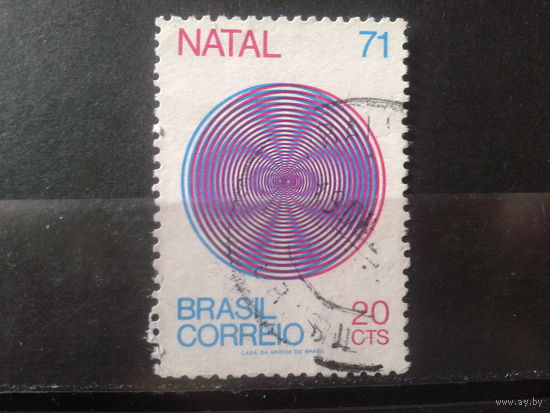 NATAL 71
BRASIL 20
CORREIO CTS
CASA DA MOEDA DO BRASIL
www.ay.by